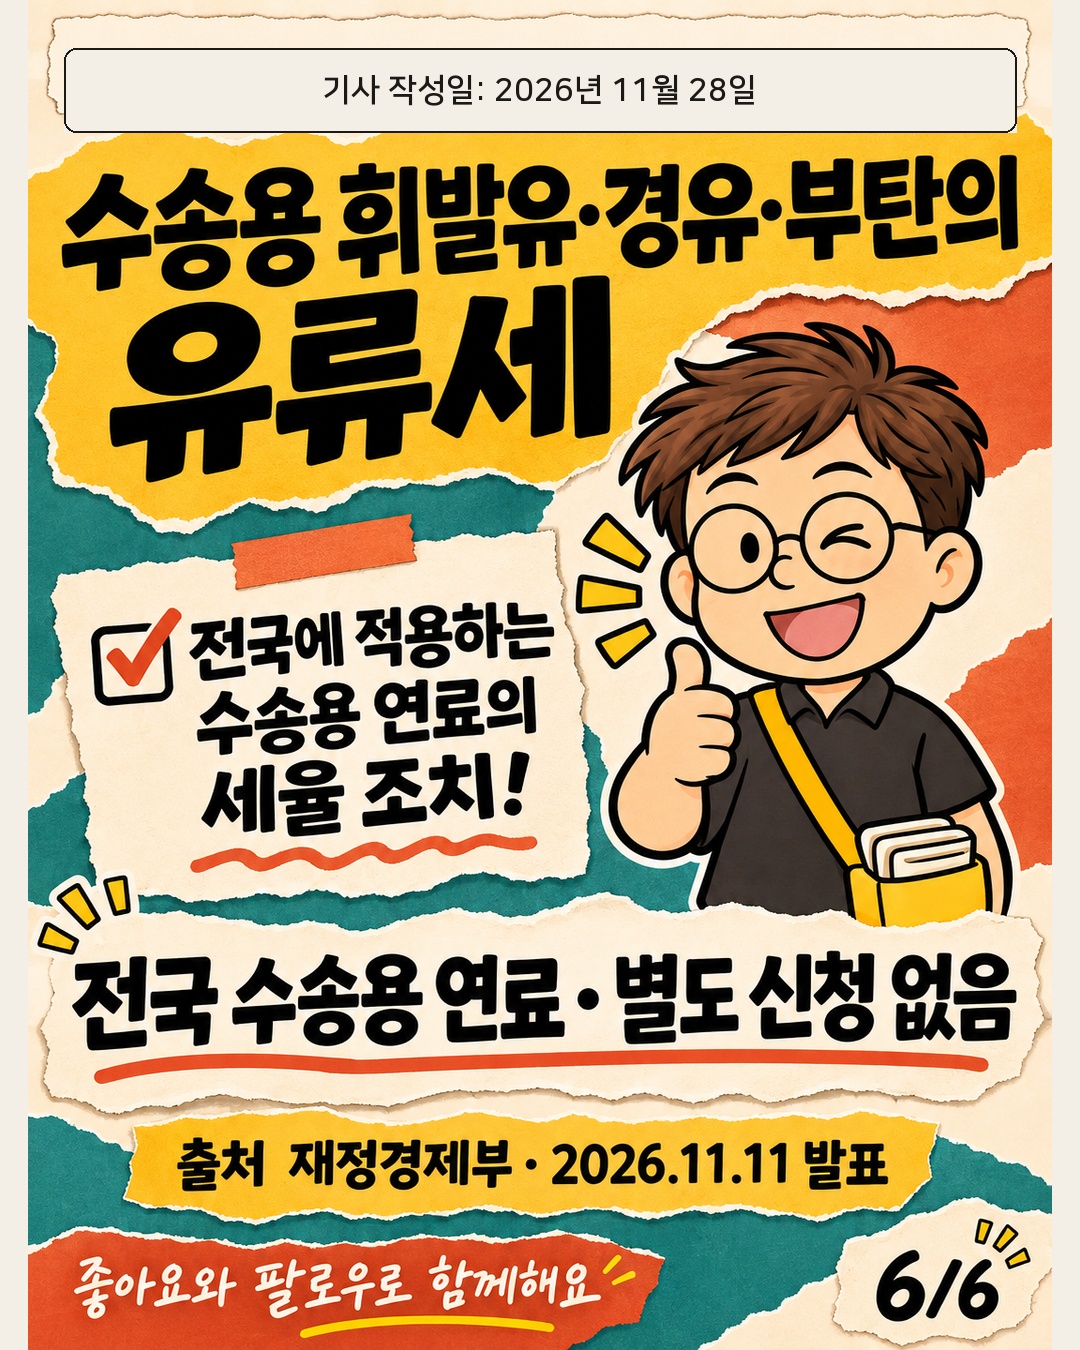 기사 작성일: 2026년 11월 28일
수송용 휘발유·경유·부탄의
유류세
전국에 적용하는
수송용 연료의
세율 조치!
전국 수송용 연료·별도 신청 없음
출처 재정경제부·2026.11.11 발표
좋아요와 팔로우로 함께해요
6/6